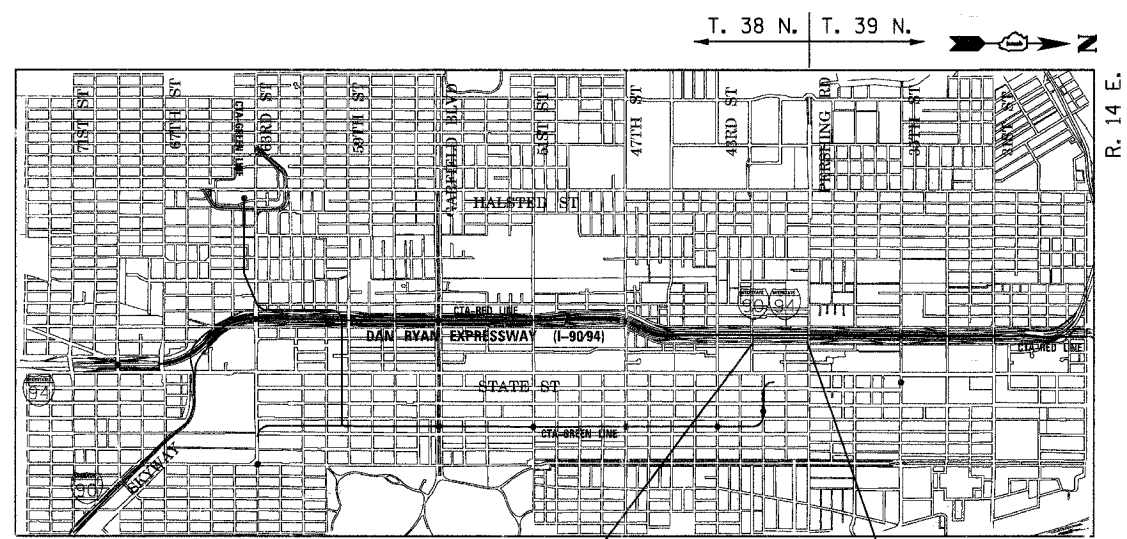 T. 38 N. T. 39 N.
N
R. 14 E.
71ST ST
67TH ST
CTA-GREEN LINE
63RD ST
59TH ST
GARFIELD BLVD
51ST ST
47TH ST
43RD ST
PERSHING RD
35TH ST
31ST ST
HALSTED ST
CTA-RED LINE
DAN RYAN EXPRESSWAY (I-90/94)
90
94
CTA-RED LINE
STATE ST
94
CTA-GREEN LINE
SKYWAY
90